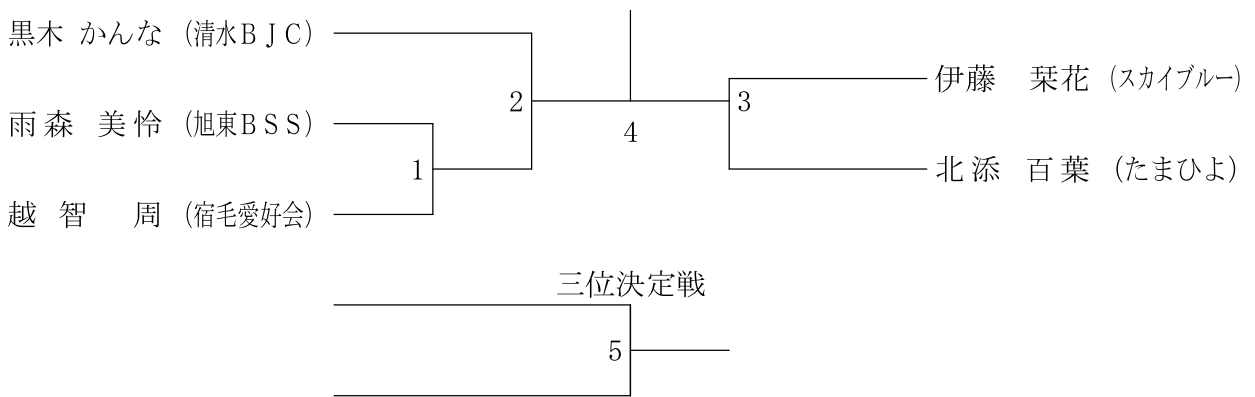 黒木 かんな (清水ＢＪＣ)
2
3
伊藤 栞花 (スカイブルー)
雨森 美怜 (旭東ＢＳＳ)
4
1
北添 百葉 (たまひよ)
越智 周 (宿毛愛好会)
三位決定戦
5